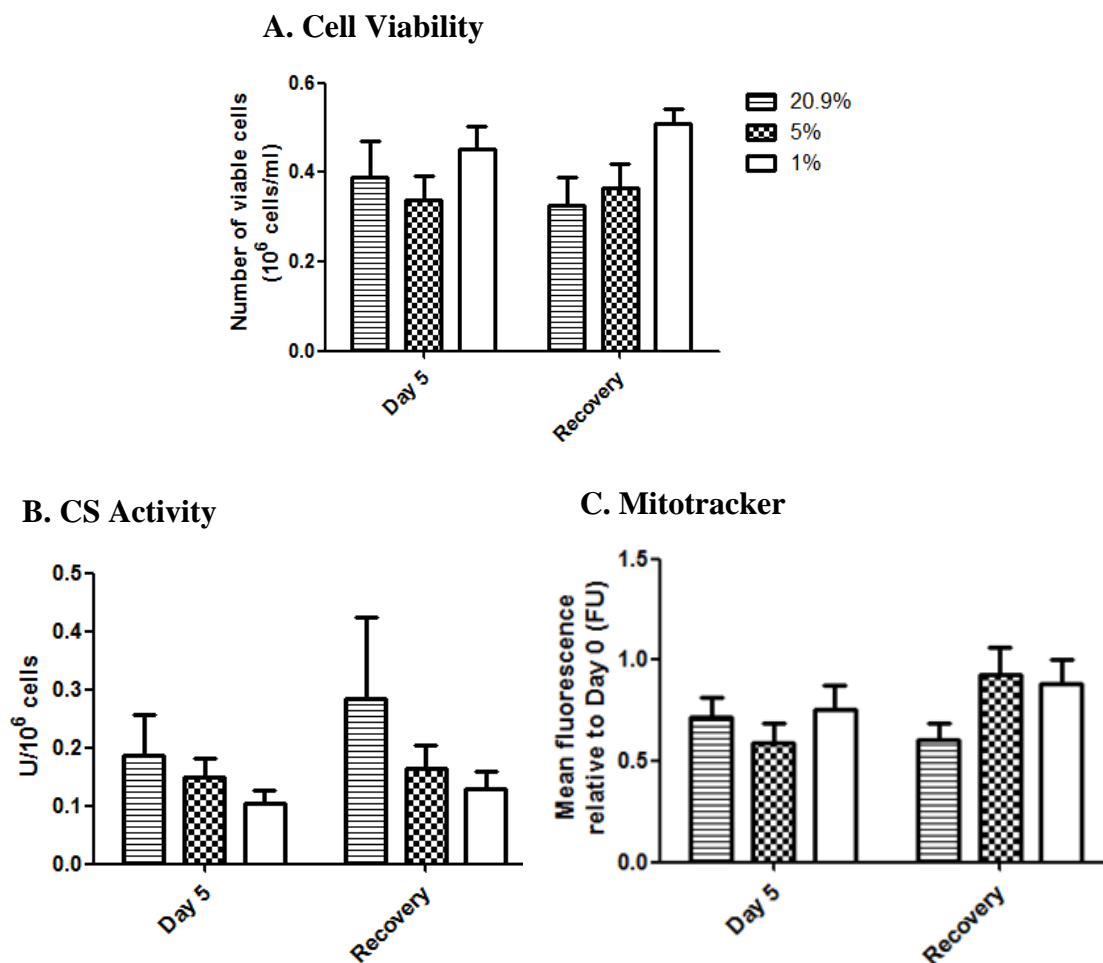 A. Cell Viability
Number of viable cells
(10⁶ cells/ml)
0.6
0.4
0.2
0.0
Day 5
Recovery
20.9%
5%
1%
B. CS Activity
U/10⁶ cells
0.5
0.4
0.3
0.2
0.1
0.0
Day 5
Recovery
C. Mitotracker
Mean fluorescence
relative to Day 0 (FU)
1.5
1.0
0.5
0.0
Day 5
Recovery